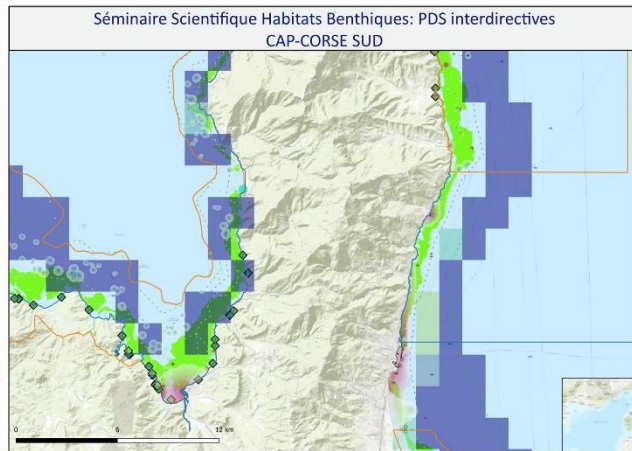 Séminaire Scientifique Habitats Benthiques: PDS interdirectives
CAP-CORSE SUD
0 6 12 km